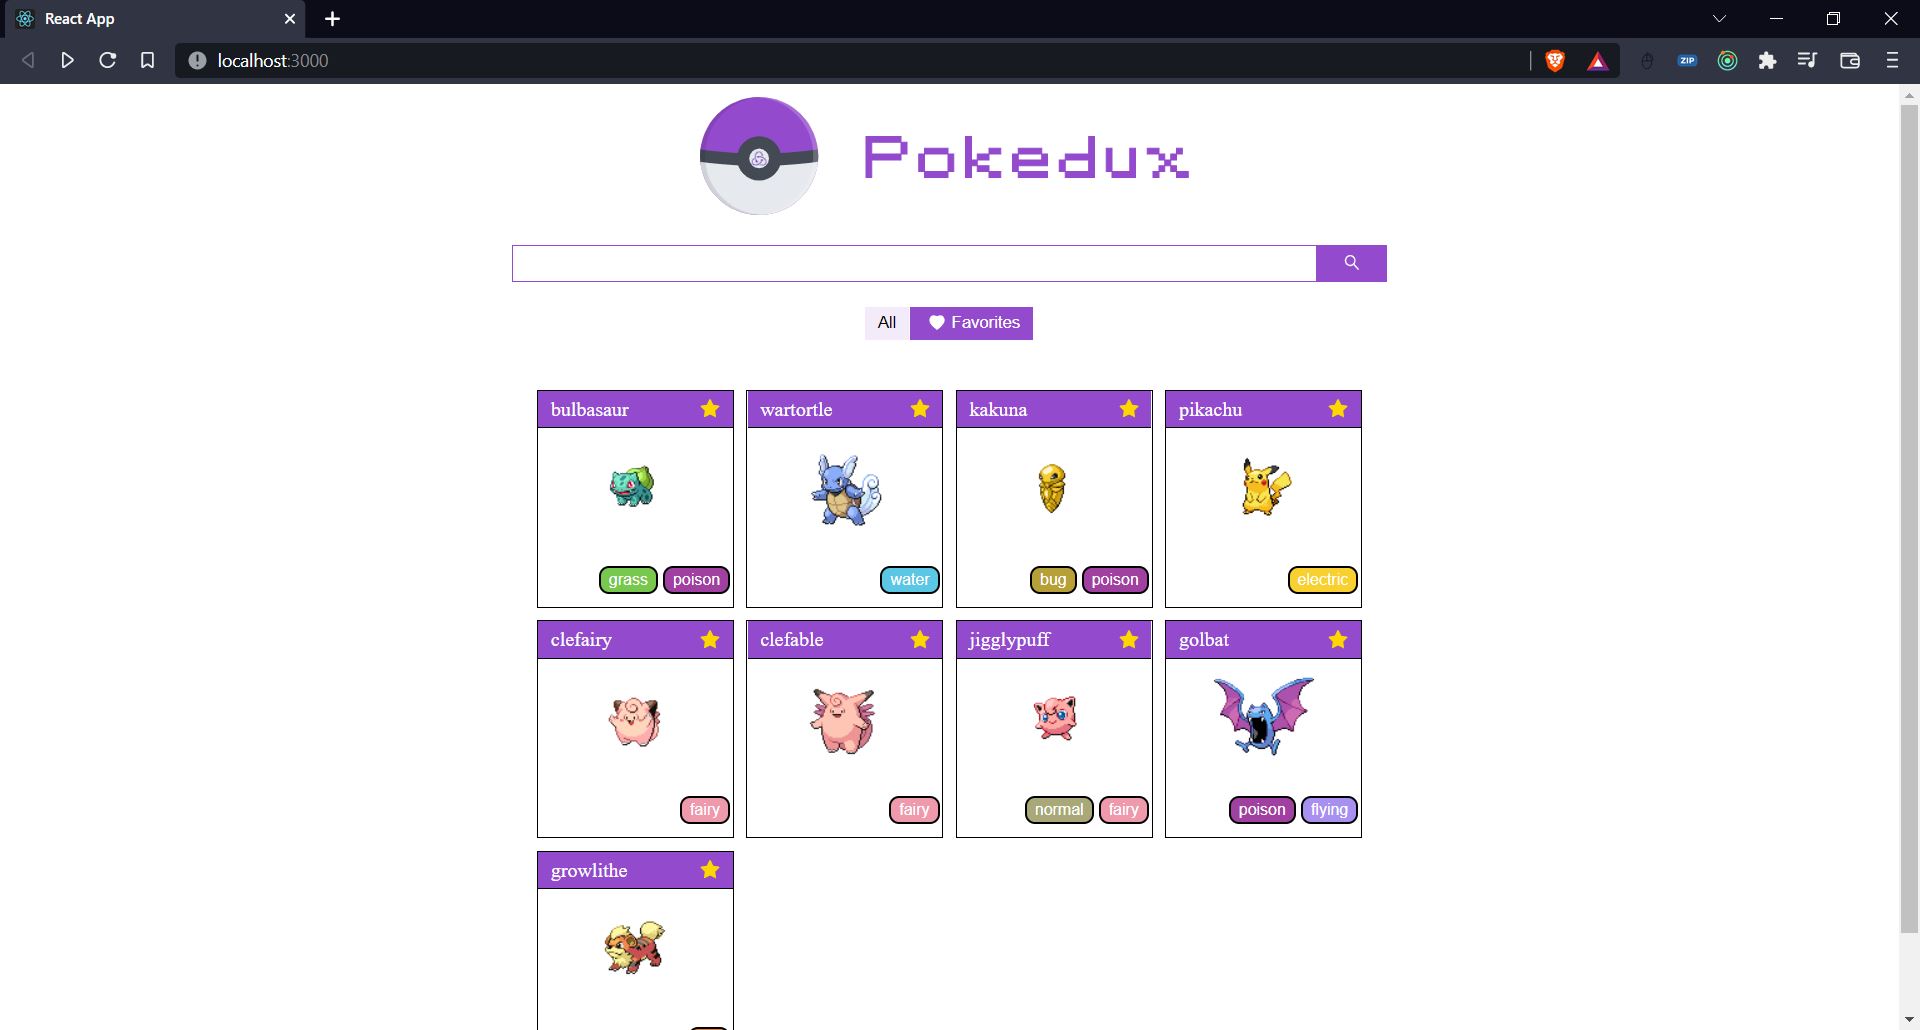 React App
localhost:3000
ZIP
Pokedux
All Favorites
bulbasaur wartortle kakuna pikachu
grass poison water bug poison electric
clefairy clefable jigglypuff golbat
fairy fairy normal fairy poison flying
growlithe